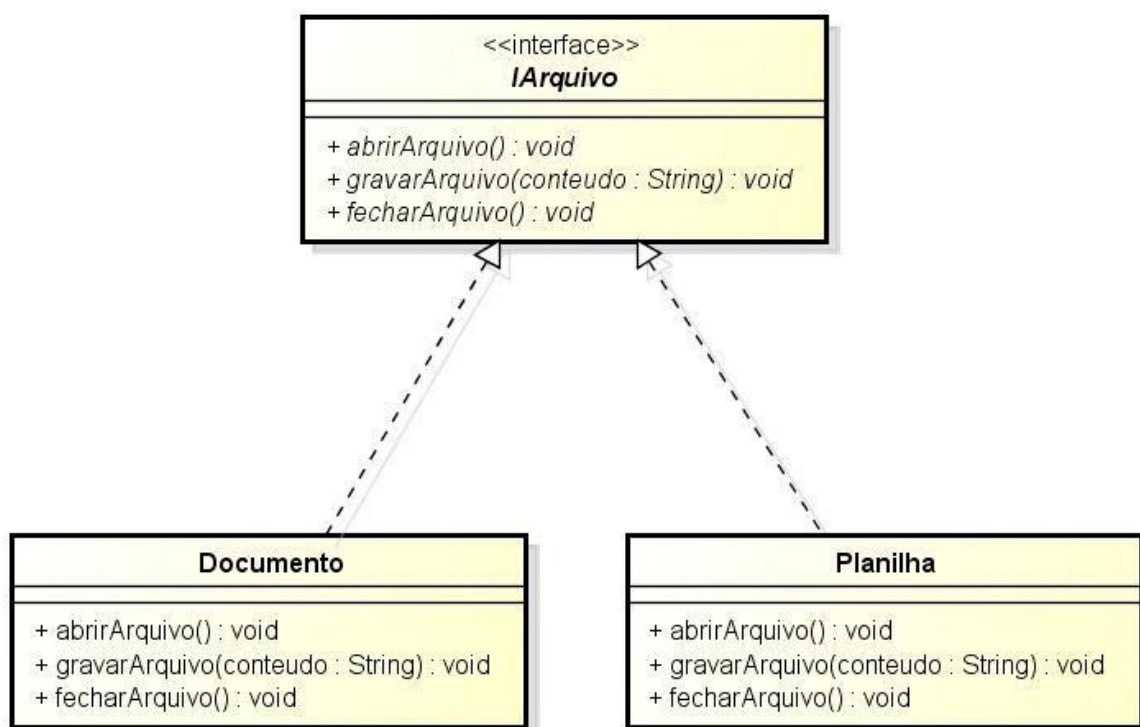 <<interface>>
IArquivo
+ abrirArquivo() : void
+ gravarArquivo(conteudo : String) : void
+ fecharArquivo() : void
Documento
+ abrirArquivo() : void
+ gravarArquivo(conteudo : String) : void
+ fecharArquivo() : void
Planilha
+ abrirArquivo() : void
+ gravarArquivo(conteudo : String) : void
+ fecharArquivo() : void